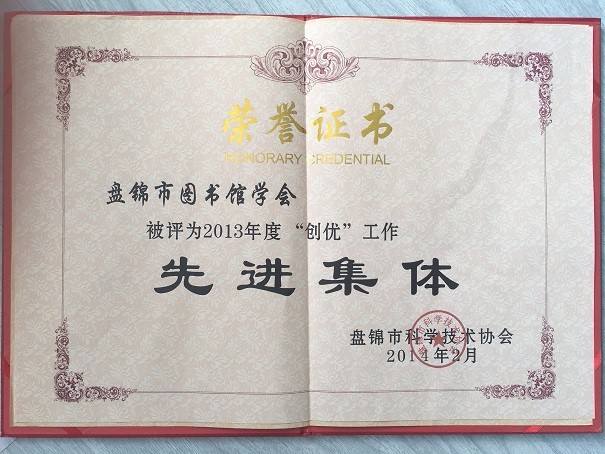 荣誉证书
HONORARY CREDENTIAL
盘锦市图书馆学会
被评为2013年度“创优”工作
先进集体
盘锦市科学技术协会
2014年2月